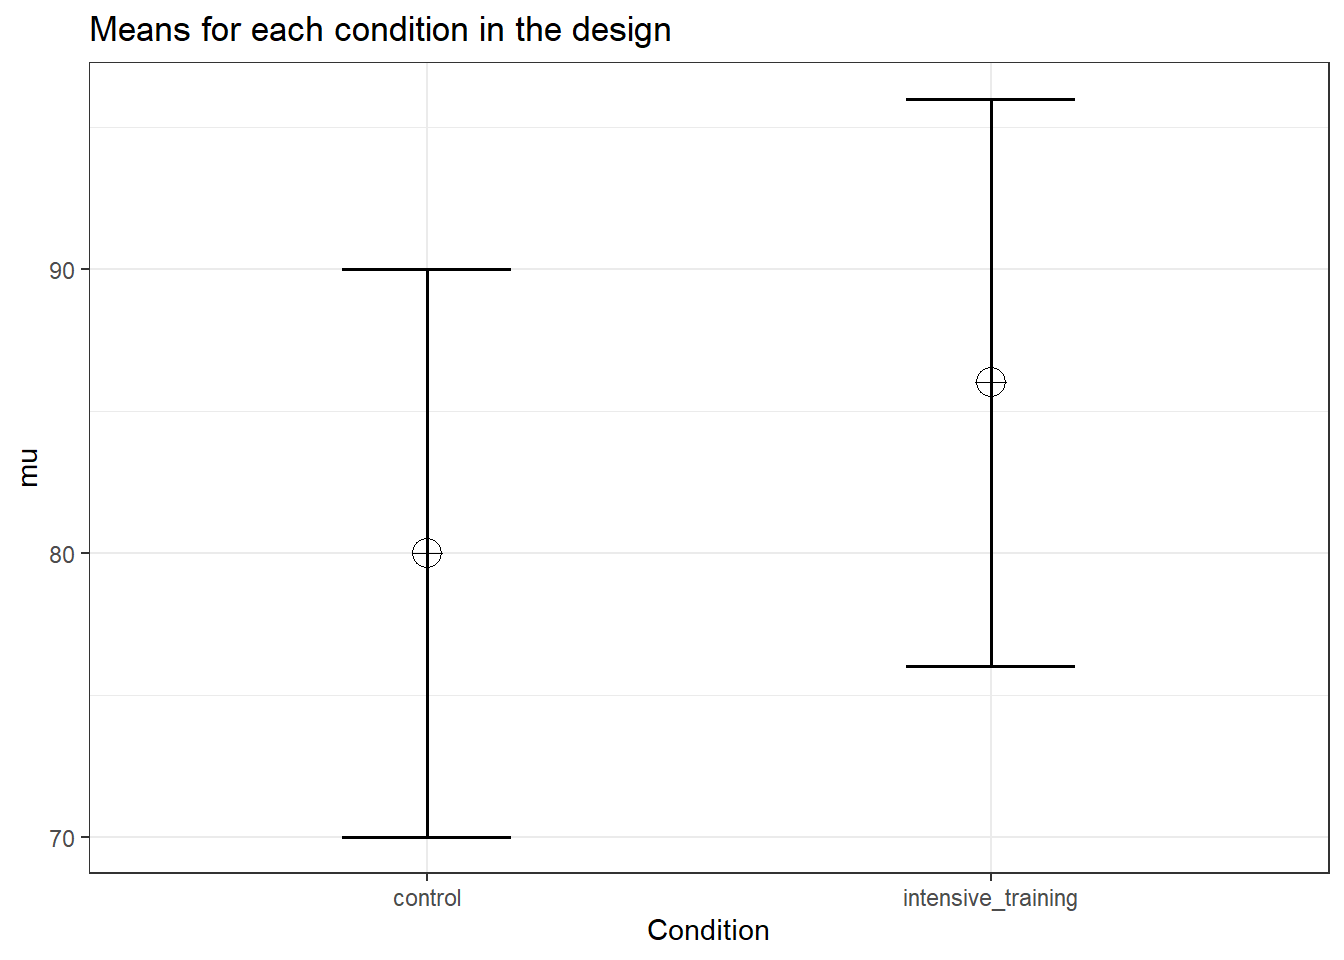 Means for each condition in the design
90
80
70
mu
control
intensive_training
Condition